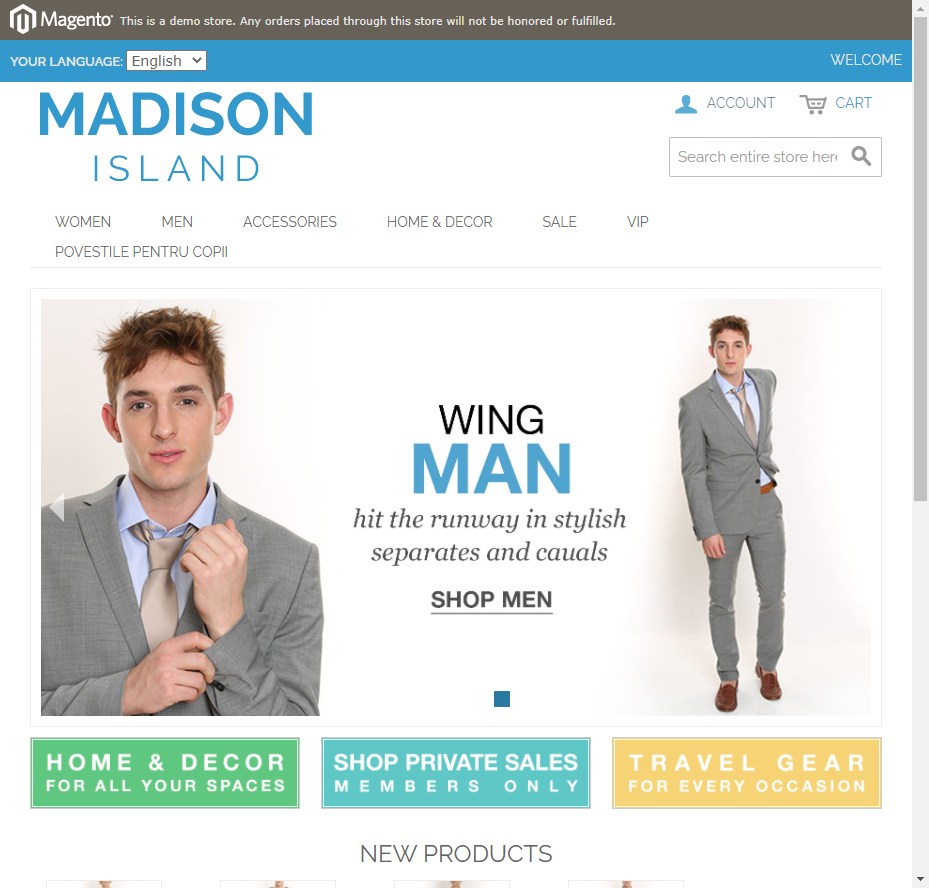 Magento This is a demo store. Any orders placed through this store will not be honored or fulfilled.
YOUR LANGUAGE: English WELCOME
MADISON
ISLAND
ACCOUNT CART
Search entire store here
WOMEN MEN ACCESSORIES HOME & DECOR SALE VIP
POVESTILE PENTRU COPII
WING
MAN
hit the runway in stylish
separates and cauals
SHOP MEN
HOME & DECOR
FOR ALL YOUR SPACES
SHOP PRIVATE SALES
MEMBERS ONLY
TRAVEL GEAR
FOR EVERY OCCASION
NEW PRODUCTS